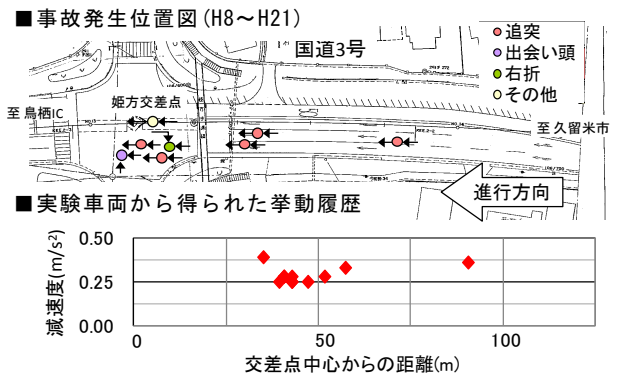 ■事故発生位置図(H8～H21)
国道3号
追突
出会い頭
右折
その他
至 鳥栖IC
姫方交差点
至 久留米市
進行方向
■実験車両から得られた挙動履歴
減速度(m/s²)
0.50
0.25
0.00
0
50
100
交差点中心からの距離(m)